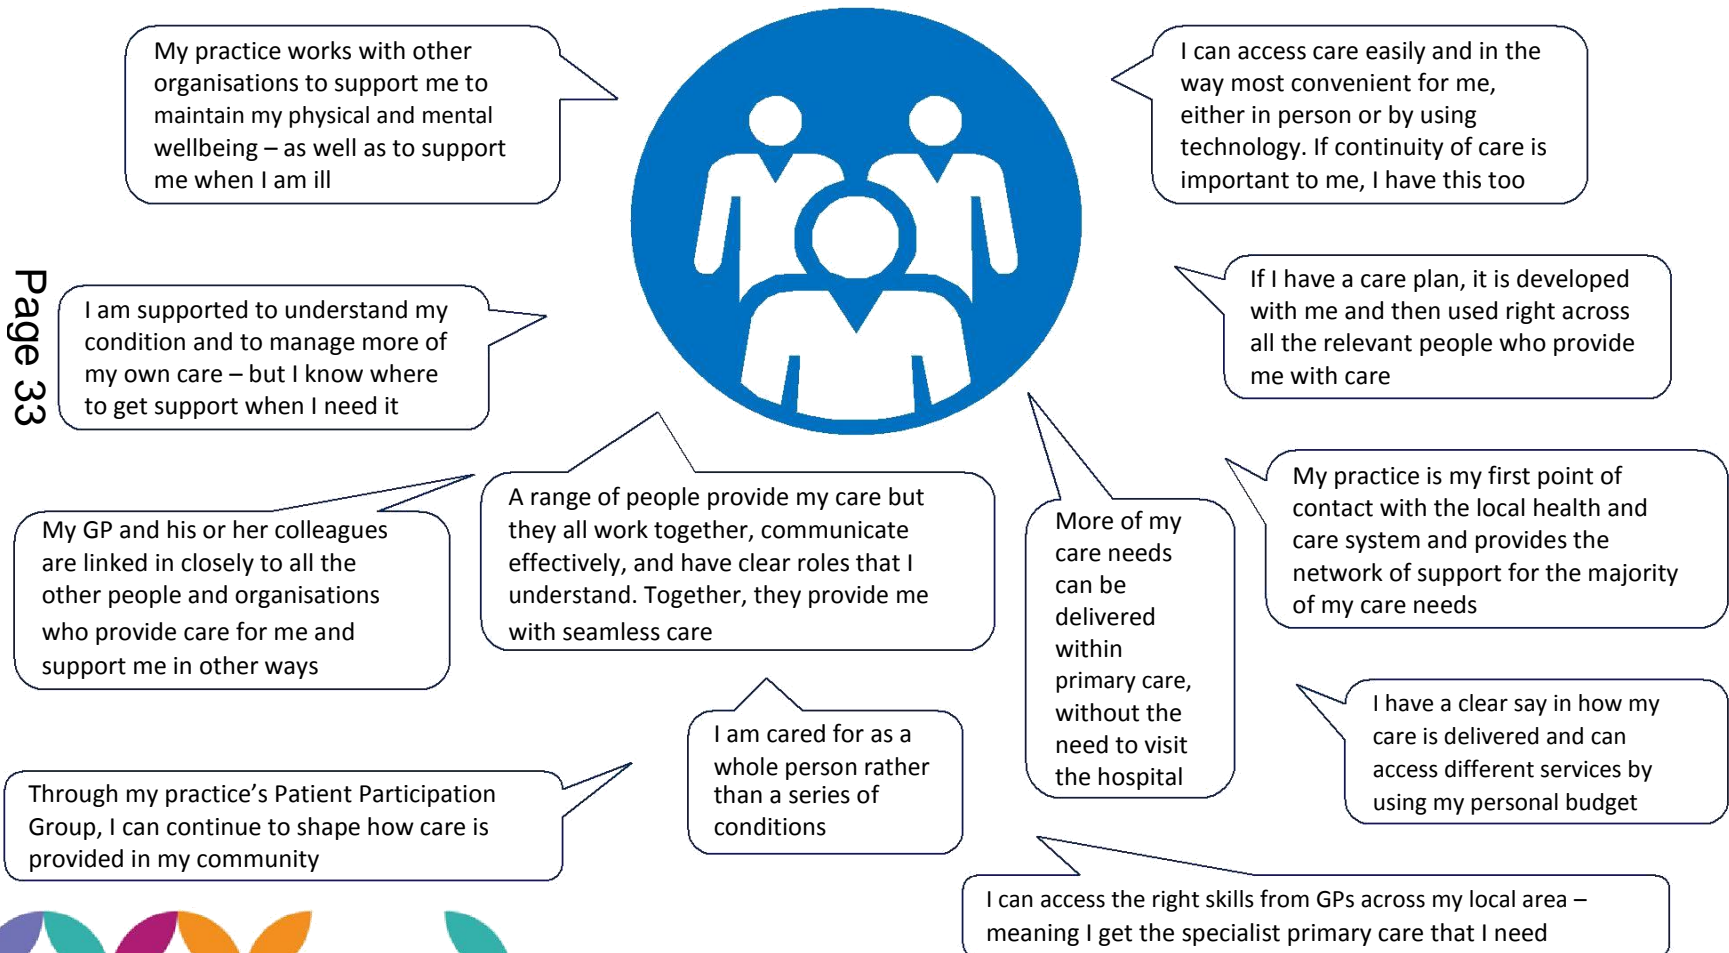 My practice works with other
organisations to support me to
maintain my physical and mental
wellbeing – as well as to support
me when I am ill
I can access care easily and in the
way most convenient for me,
either in person or by using
technology. If continuity of care is
important to me, I have this too
Page 33
I am supported to understand my
condition and to manage more of
my own care – but I know where
to get support when I need it
If I have a care plan, it is developed
with me and then used right across
all the relevant people who provide
me with care
My GP and his or her colleagues
are linked in closely to all the
other people and organisations
who provide care for me and
support me in other ways
A range of people provide my care but
they all work together, communicate
effectively, and have clear roles that I
understand. Together, they provide me
with seamless care
More of my
care needs
can be
delivered
within
primary care,
without the
need to visit
the hospital
My practice is my first point of
contact with the local health and
care system and provides the
network of support for the majority
of my care needs
I am cared for as a
whole person rather
than a series of
conditions
I have a clear say in how my
care is delivered and can
access different services by
using my personal budget
Through my practice’s Patient Participation
Group, I can continue to shape how care is
provided in my community
I can access the right skills from GPs across my local area –
meaning I get the specialist primary care that I need